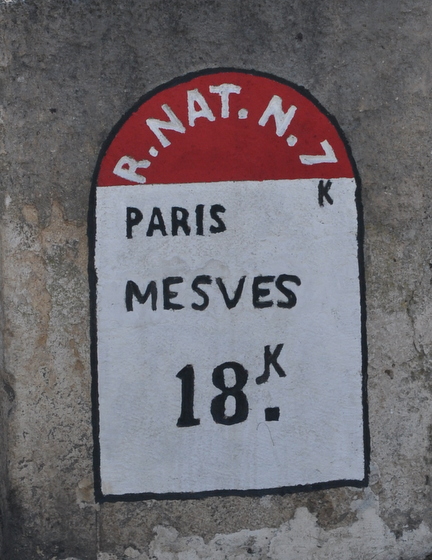 R. NAT. N. 7
K
PARIS
MESVES
18.K